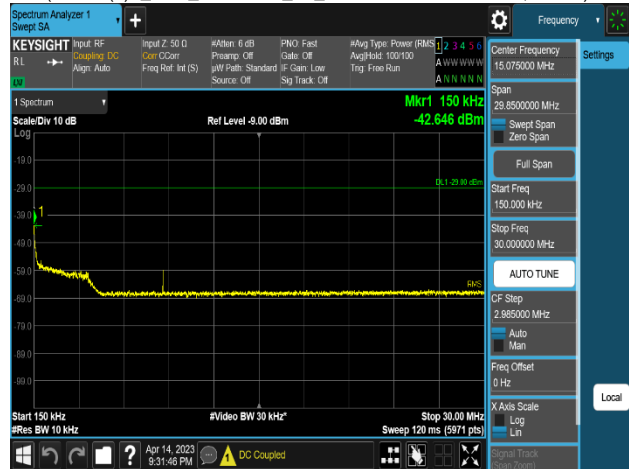 Spectrum Analyzer 1
Swept SA
+
Frequency
KEYSIGHT
R L
Input: RF
Coupling: DC
Align: Auto
Input Z: 50 Ω
Corr CCorr
Freq Ref: Int (S)
#Atten: 6 dB
Preamp: Off
µW Path: Standard
Source: Off
PNO: Fast
Gate: Off
IF Gain: Low
Sig Track: Off
#Avg Type: Power (RMS
Avg|Hold: 100/100
Trig: Free Run
1 2 3 4 5 6
A W W W W W
A N N N N N
1 Spectrum
Scale/Div 10 dB
Log
Ref Level -9.00 dBm
Mkr1 150 kHz
-42.646 dBm
DL1 -29.00 dBm
1
RMS
-19.0
-29.0
-39.0
-49.0
-59.0
-69.0
-79.0
-89.0
-99.0
Start 150 kHz
#Res BW 10 kHz
#Video BW 30 kHz*
Stop 30.00 MHz
Sweep 120 ms (5971 pts)
Center Frequency
15.075000 MHz
Settings
Span
29.8500000 MHz
Swept Span
Zero Span
Full Span
Start Freq
150.000 kHz
Stop Freq
30.000000 MHz
AUTO TUNE
CF Step
2.985000 MHz
Auto
Man
Freq Offset
0 Hz
X Axis Scale
Log
Lin
Local
Signal Track
(Span Zoom)
?
Apr 14, 2023
9:31:46 PM
DC Coupled